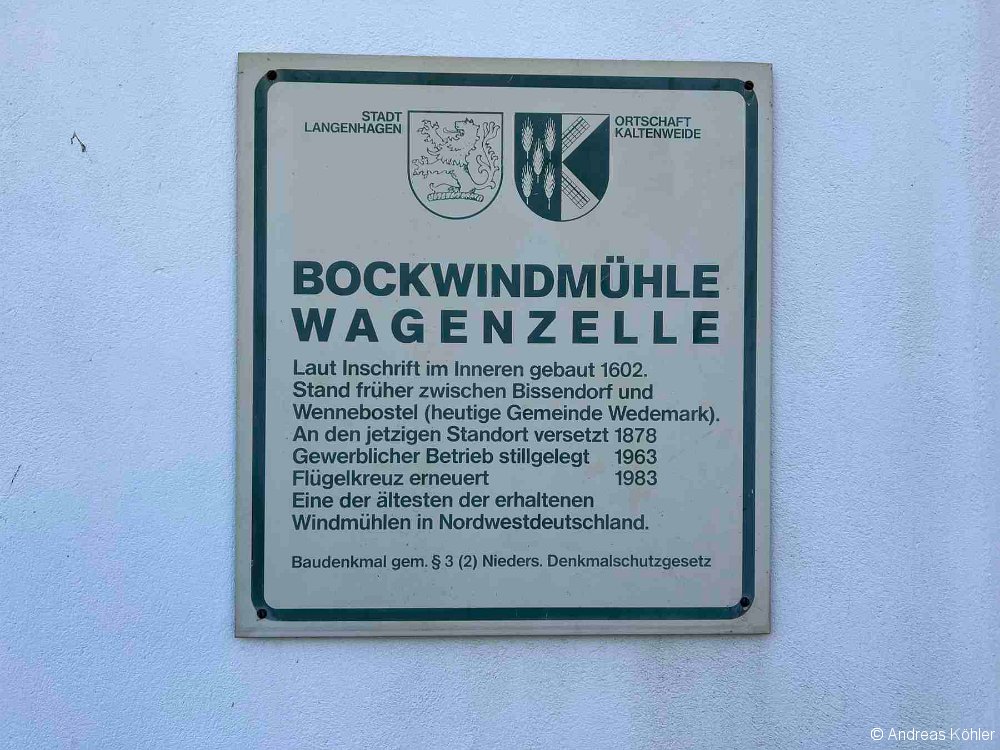 STADT
LANGENHAGEN
ORTSCHAFT
KALTENWEIDE
BOCKWINDMÜHLE
WAGENZELLE
Laut Inschrift im Inneren gebaut 1602.
Stand früher zwischen Bissendorf und
Wennebostel (heutige Gemeinde Wedemark).
An den jetzigen Standort versetzt 1878
Gewerblicher Betrieb stillgelegt 1963
Flügelkreuz erneuert 1983
Eine der ältesten der erhaltenen
Windmühlen in Nordwestdeutschland.
Baudenkmal gem. § 3 (2) Nieders. Denkmalschutzgesetz
© Andreas Köhler